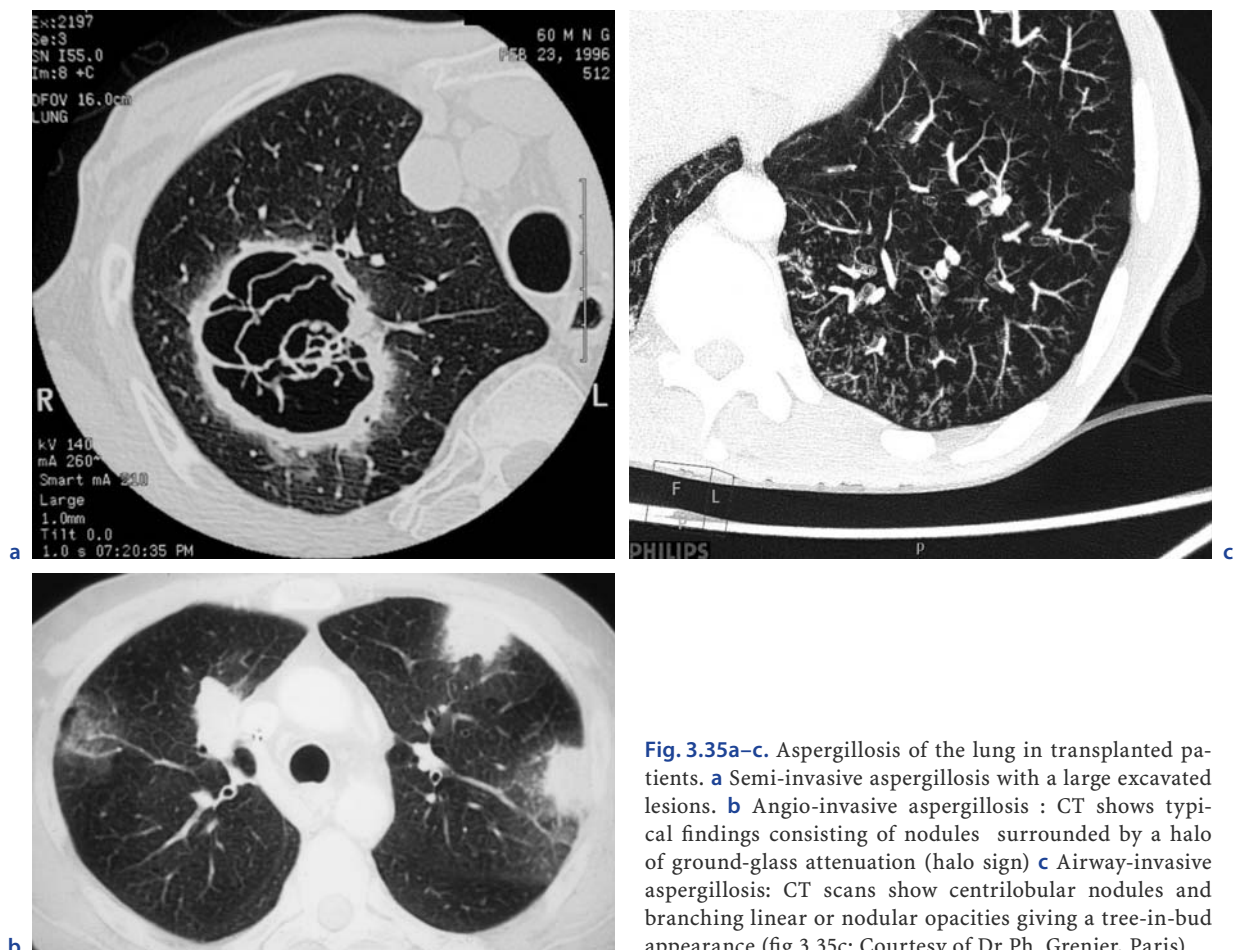 Ex:2197
Se:3
SN I55.0
Im:8 +C
DFOV 16.0cm
LUNG
60 M N G
FEB 23, 1996
512
R
L
kV 140
mA 260
Smart mA 210
Large
1.0mm
Tilt 0.0
1.0 s 07:20:35 PM
a
F
L
P
PHILIPS
p
c
b
Fig. 3.35a–c. Aspergillosis of the lung in transplanted pa-
tients. a Semi-invasive aspergillosis with a large excavated
lesions. b Angio-invasive aspergillosis : CT shows typi-
cal findings consisting of nodules surrounded by a halo
of ground-glass attenuation (halo sign) c Airway-invasive
aspergillosis: CT scans show centrilobular nodules and
branching linear or nodular opacities giving a tree-in-bud
appearance (fig 3.35c: Courtesy of Dr Ph. Grenier, Paris)